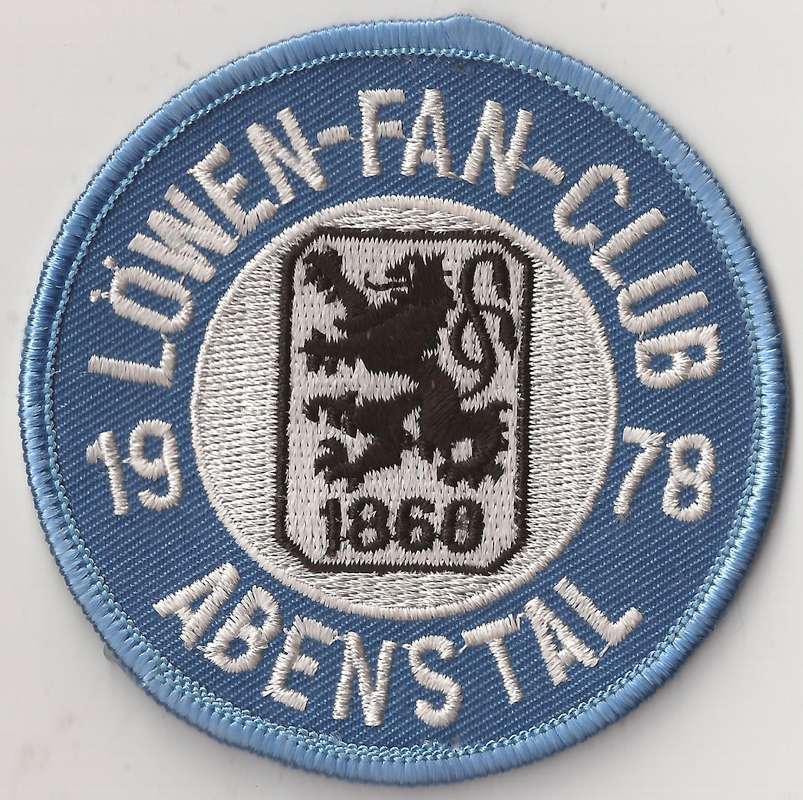 LÖWEN-FAN-CLUB
19 78
1860
ABENSTAL